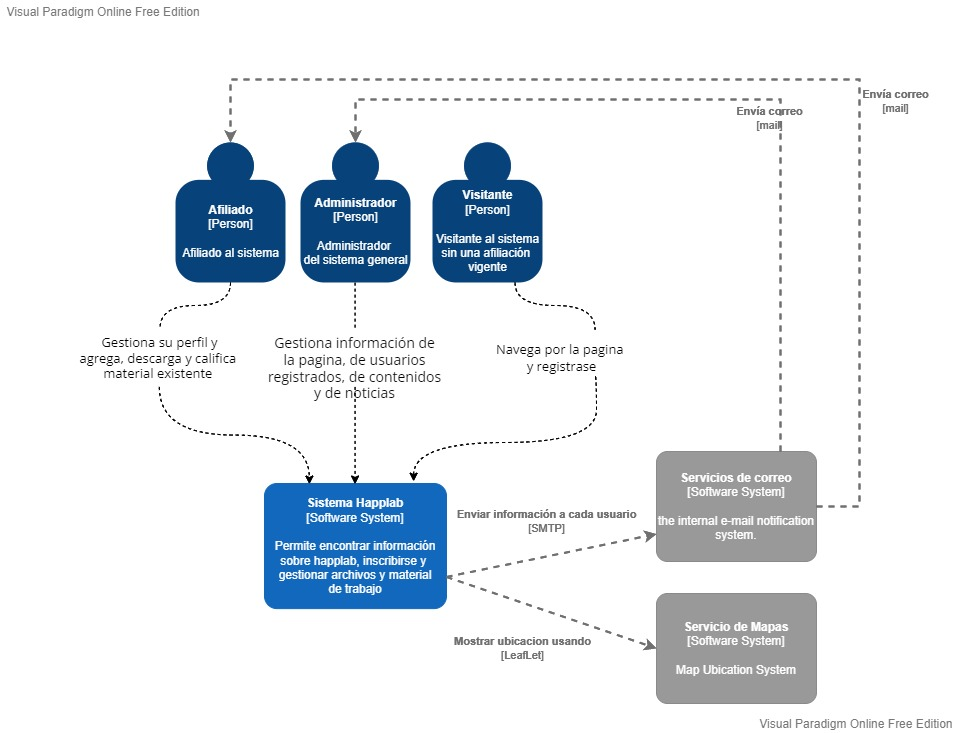 Visual Paradigm Online Free Edition
Envía correo
[mail]
Envía correo
[mail]
Afiliado
[Person]
Afiliado al sistema
Administrador
[Person]
Administrador
del sistema general
Visitante
[Person]
Visitante al sistema
sin una afiliación
vigente
Gestiona su perfil y
agrega, descarga y califica
material existente
Gestiona información de
la pagina, de usuarios
registrados, de contenidos
y de noticias
Navega por la pagina
y registrase
Sistema Happlab
[Software System]
Permite encontrar información
sobre happlab, inscribirse y
gestionar archivos y material
de trabajo
Enviar información a cada usuario
[SMTP]
Servicios de correo
[Software System]
the internal e-mail notification
system.
Mostrar ubicacion usando
[LeafLet]
Servicio de Mapas
[Software System]
Map Ubication System
Visual Paradigm Online Free Edition